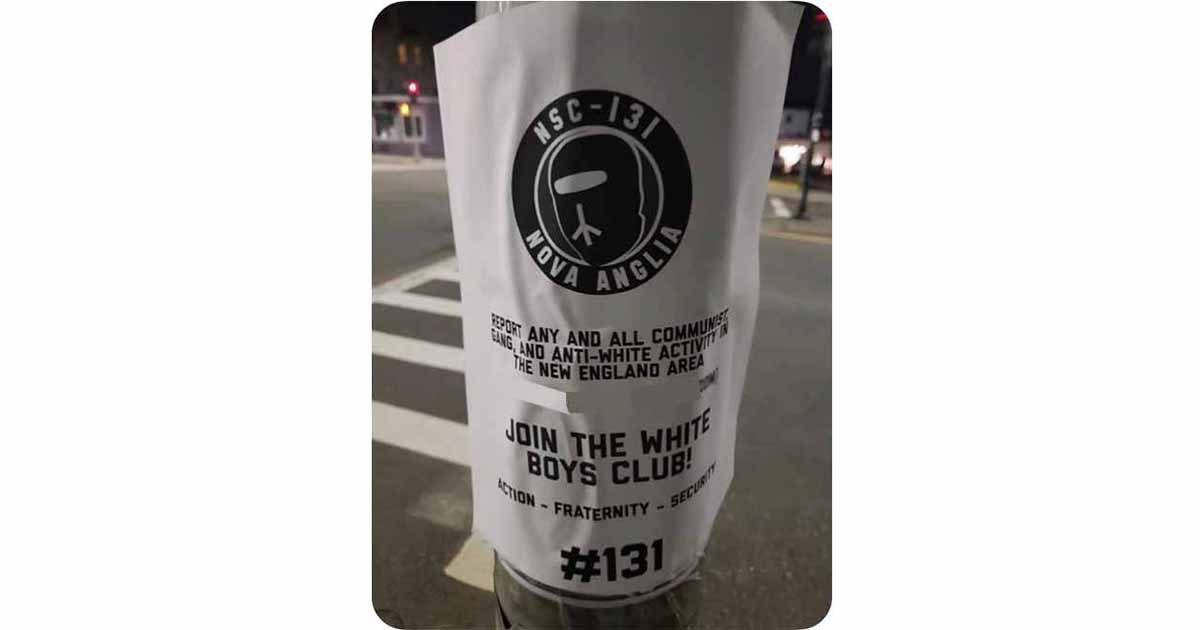 NSC-131
NOVA ANGLIA
REPORT ANY AND ALL COMMUNIST,
GANG, AND ANTI-WHITE ACTIVITY IN
THE NEW ENGLAND AREA
JOIN THE WHITE
BOYS CLUB!
ACTION - FRATERNITY - SECURITY
#131